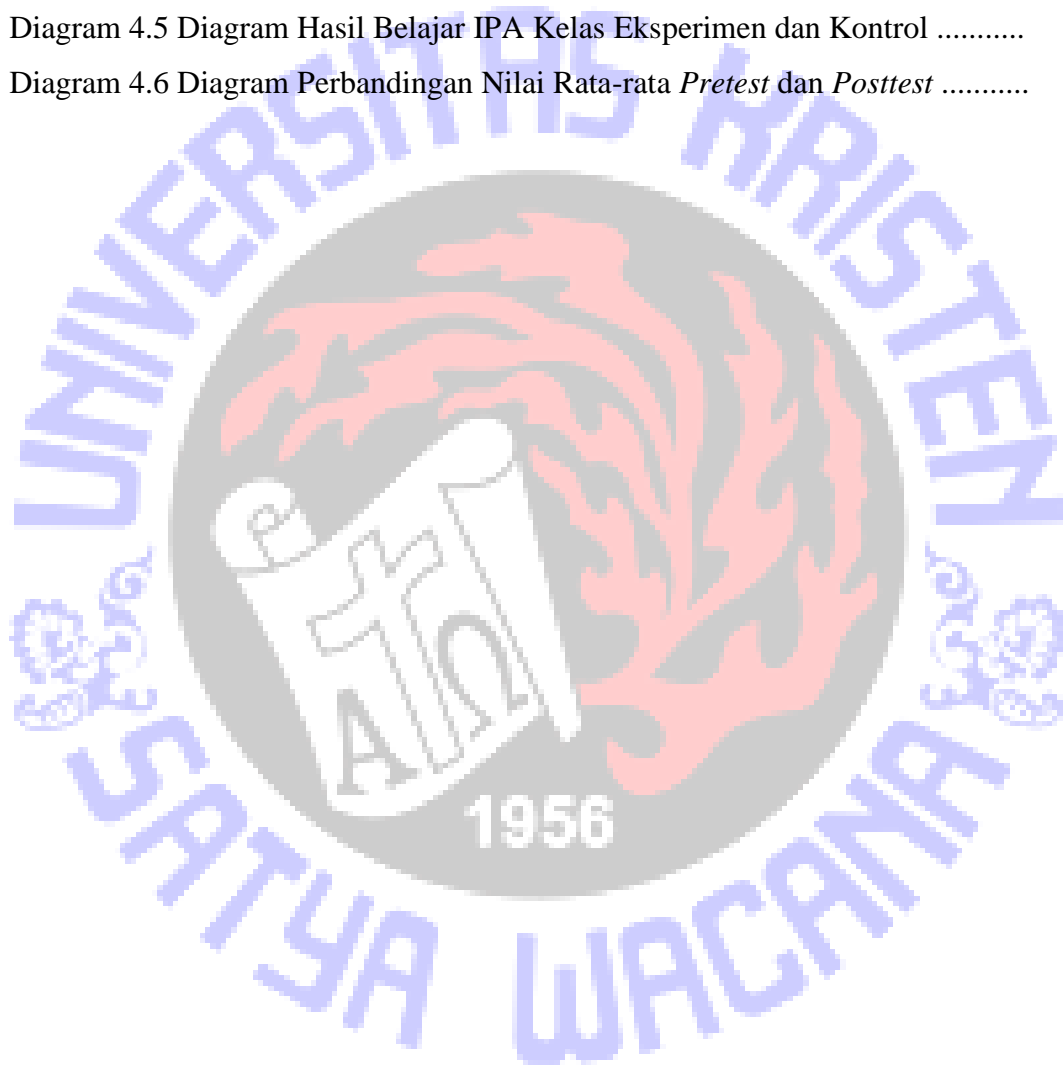 Diagram 4.5 Diagram Hasil Belajar IPA Kelas Eksperimen dan Kontrol ...........
Diagram 4.6 Diagram Perbandingan Nilai Rata-rata Pretest dan Posttest ...........
UNIVERSITAS KRISTEN
Α Ω
1956
SATYA WACANA